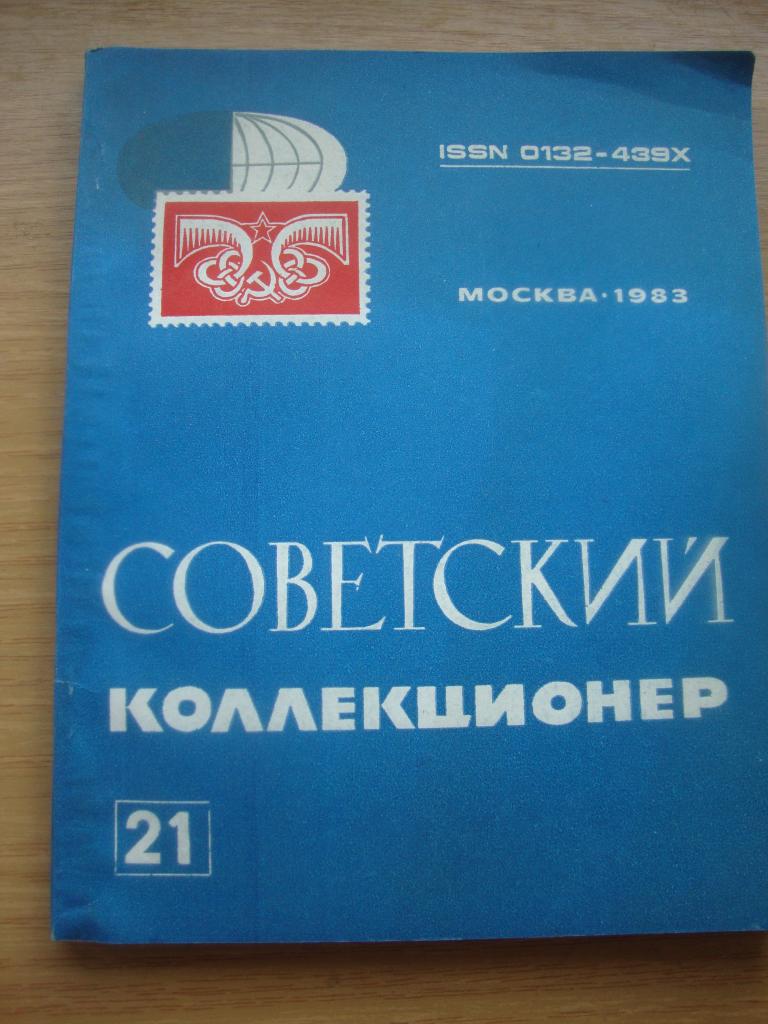 ISSN 0132-439X
МОСКВА·1983
СОВЕТСКИЙ
КОЛЛЕКЦИОНЕР
21